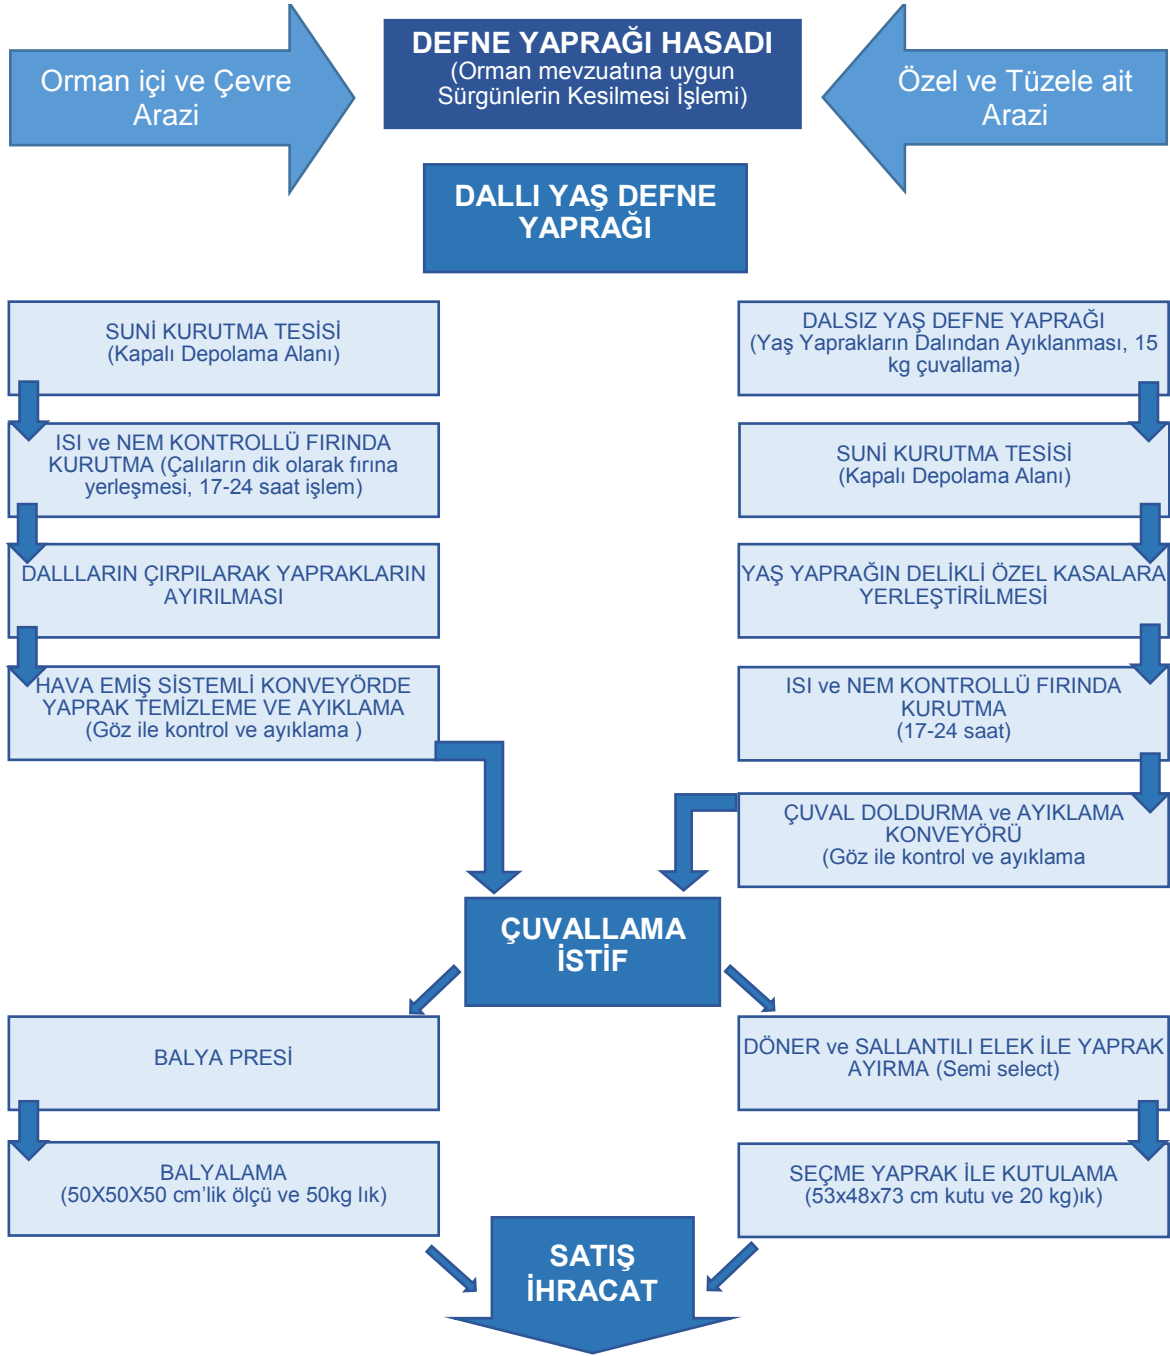 Orman içi ve Çevre
Arazi
DEFNE YAPRAĞI HASADI
(Orman mevzuatına uygun
Sürgünlerin Kesilmesi İşlemi)
Özel ve Tüzele ait
Arazi
DALLI YAŞ DEFNE
YAPRAĞI
SUNİ KURUTMA TESİSİ
(Kapalı Depolama Alanı)
ISI ve NEM KONTROLLÜ FIRINDA
KURUTMA (Çalıların dik olarak fırına
yerleşmesi, 17-24 saat işlem)
DALLLARIN ÇIRPILARAK YAPRAKLARIN
AYIRILMASI
HAVA EMİŞ SİSTEMLİ KONVEYÖRDE
YAPRAK TEMİZLEME VE AYIKLAMA
(Göz ile kontrol ve ayıklama )
DALSIZ YAŞ DEFNE YAPRAĞI
(Yaş Yaprakların Dalından Ayıklanması, 15
kg çuvallama)
SUNİ KURUTMA TESİSİ
(Kapalı Depolama Alanı)
YAŞ YAPRAĞIN DELİKLİ ÖZEL KASALARA
YERLEŞTİRİLMESİ
ISI ve NEM KONTROLLÜ FIRINDA
KURUTMA
(17-24 saat)
ÇUVAL DOLDURMA ve AYIKLAMA
KONVEYÖRÜ
(Göz ile kontrol ve ayıklama
ÇUVALLAMA
İSTİF
BALYA PRESİ
BALYALAMA
(50X50X50 cm’lik ölçü ve 50kg lık)
DÖNER ve SALLANTILI ELEK İLE YAPRAK
AYIRMA (Semi select)
SEÇME YAPRAK İLE KUTULAMA
(53x48x73 cm kutu ve 20 kg)ık)
SATIŞ
İHRACAT